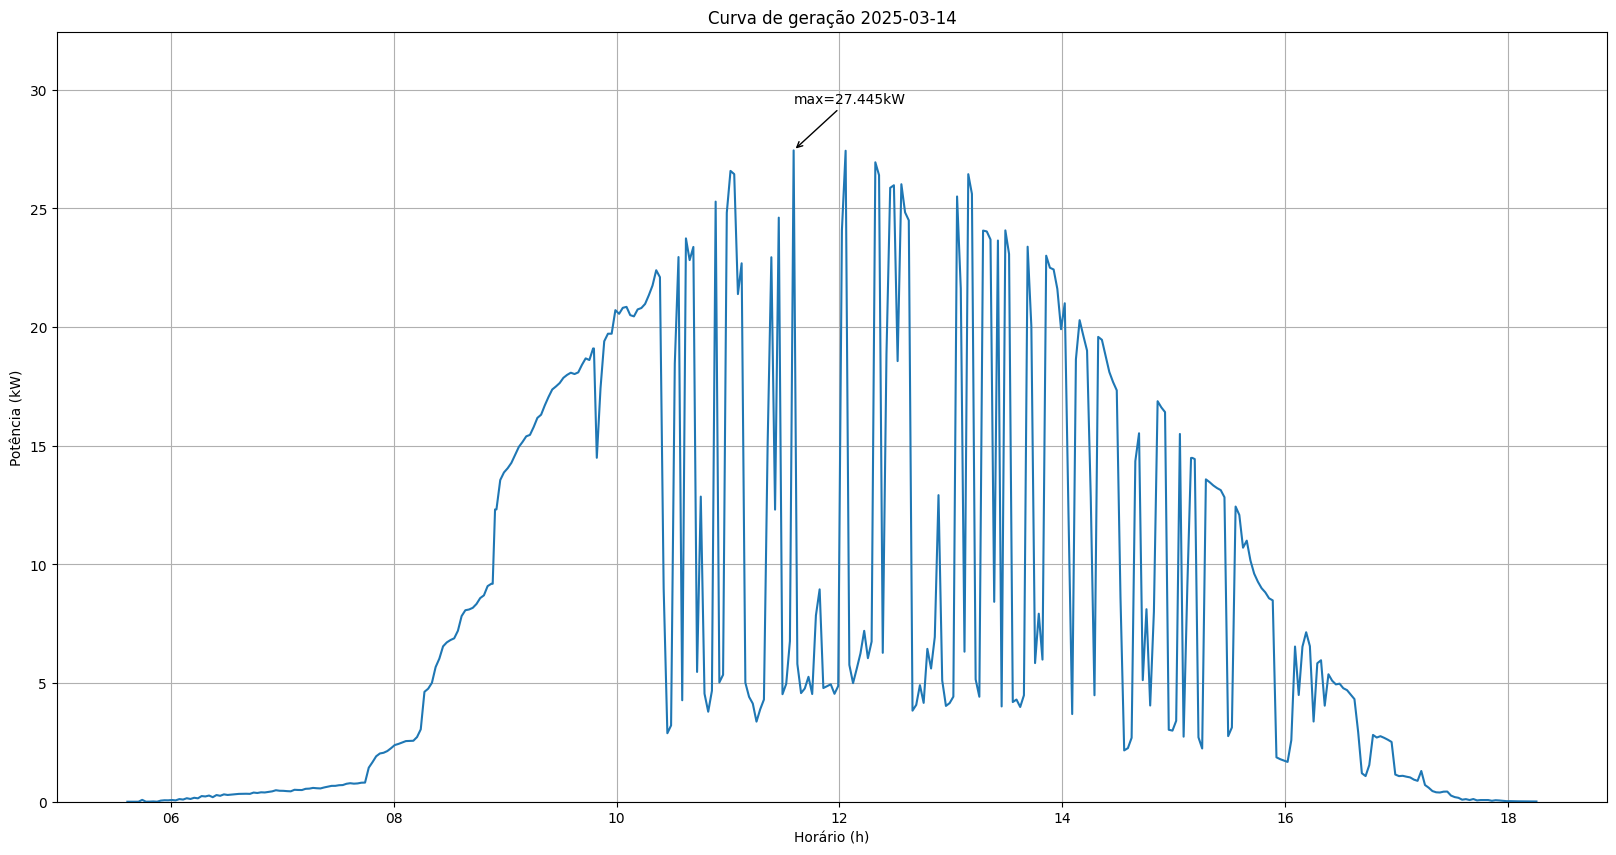 Curva de geração 2025-03-14
30
max=27.445kW
25
20
15
10
5
0
Potência (kW)
06 08 10 12 14 16 18
Horário (h)